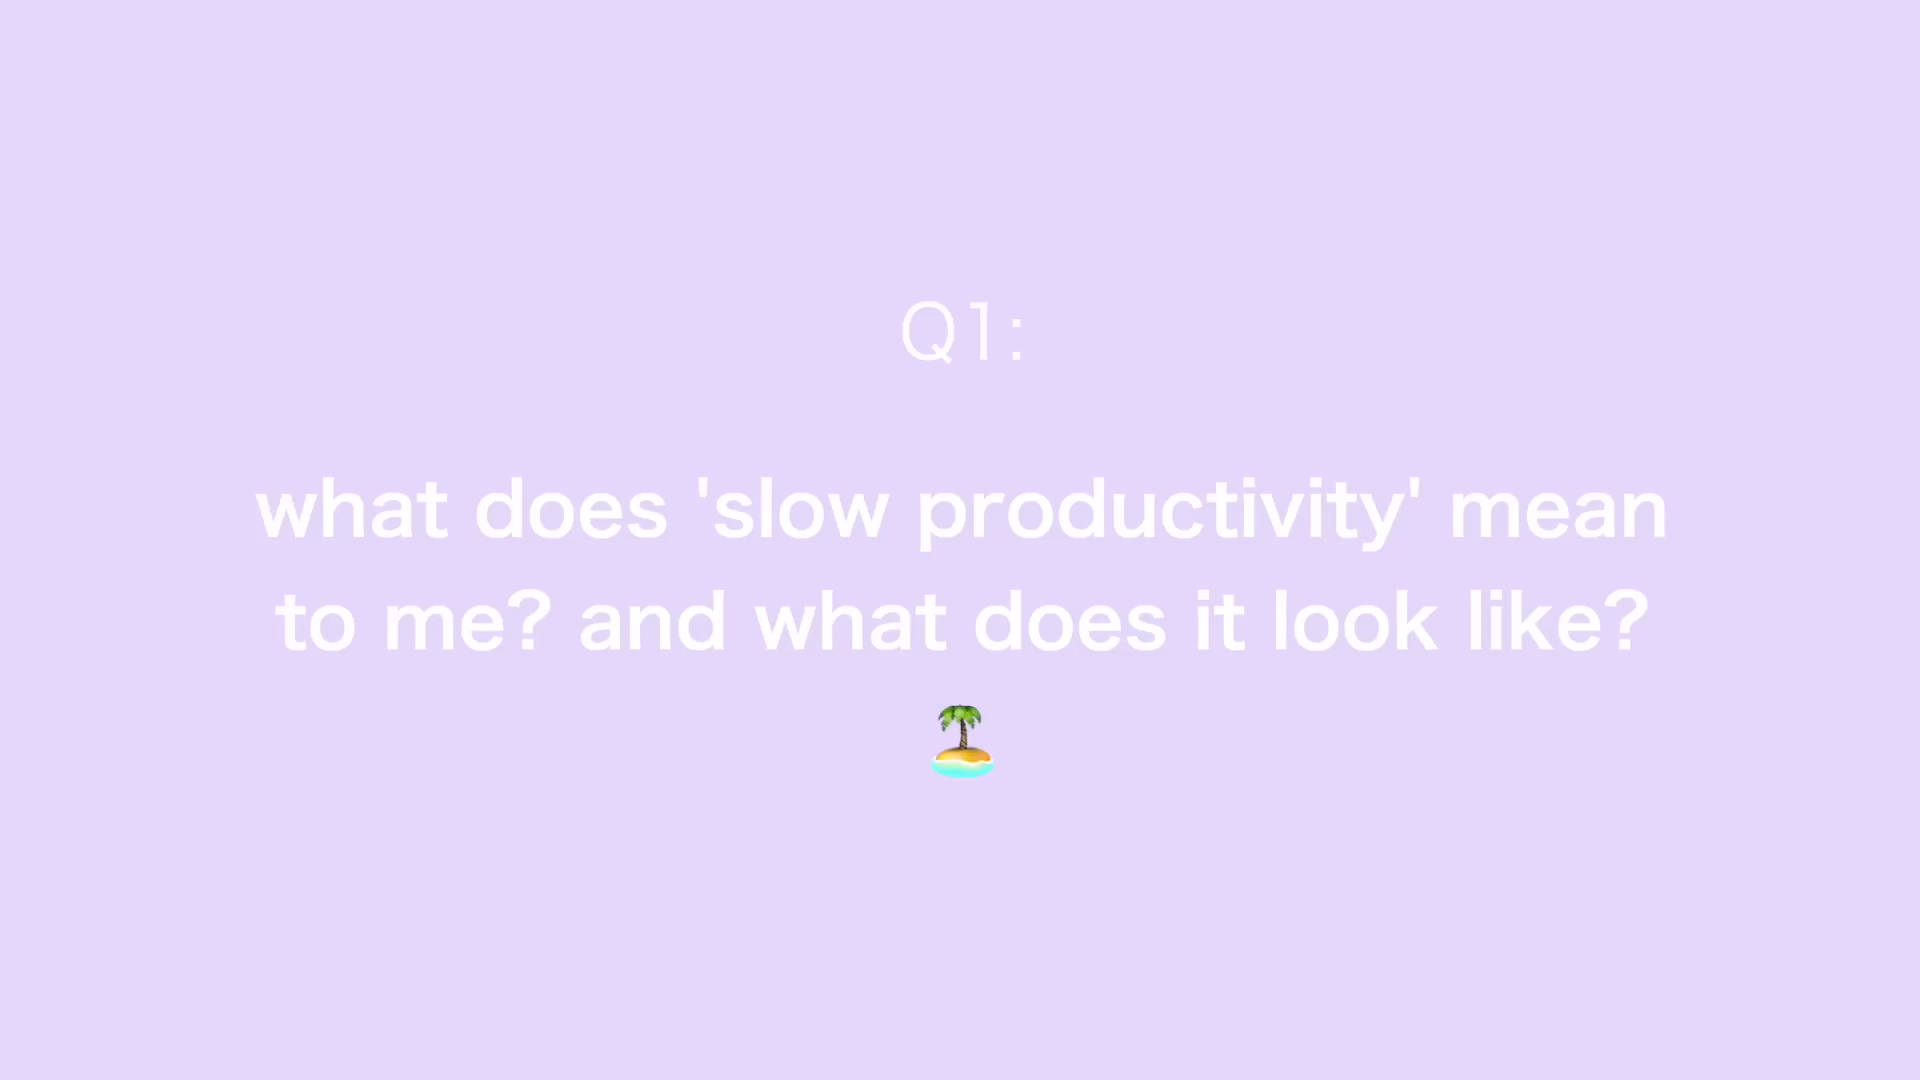 Q1:
what does 'slow productivity' mean
to me? and what does it look like?
🏝️